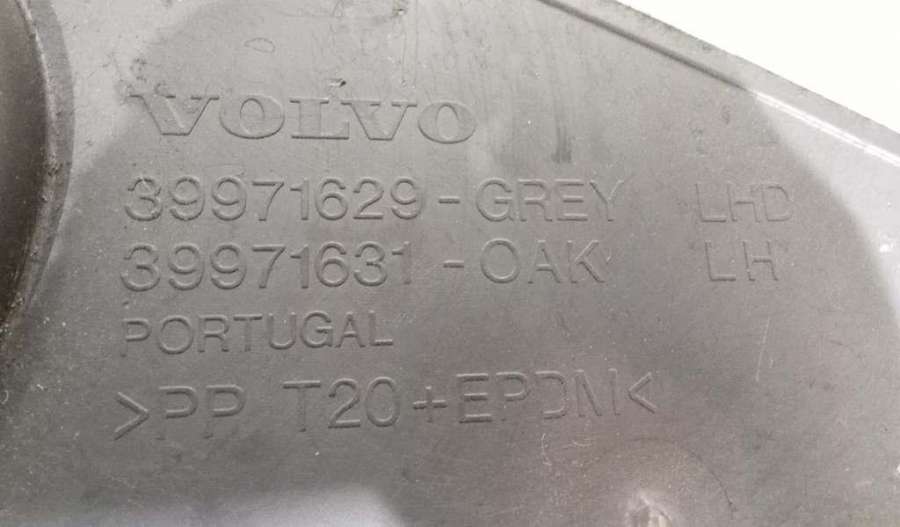 VOLVO
39971629-GREY LHD
39971631-OAK LH
PORTUGAL
>PP T20+EPDM<